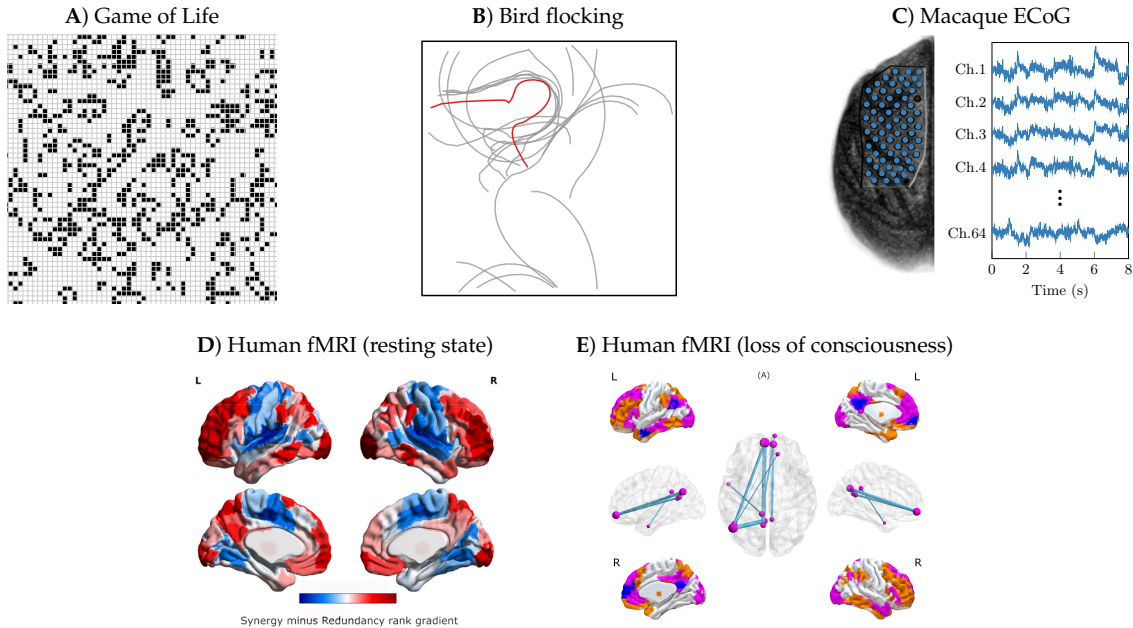 A) Game of Life
B) Bird flocking
C) Macaque ECoG
Ch.1
Ch.2
Ch.3
Ch.4
Ch.64
0 2 4 6 8
Time (s)
D) Human fMRI (resting state)
L R
Synergy minus Redundancy rank gradient
E) Human fMRI (loss of consciousness)
L (A) L
R R